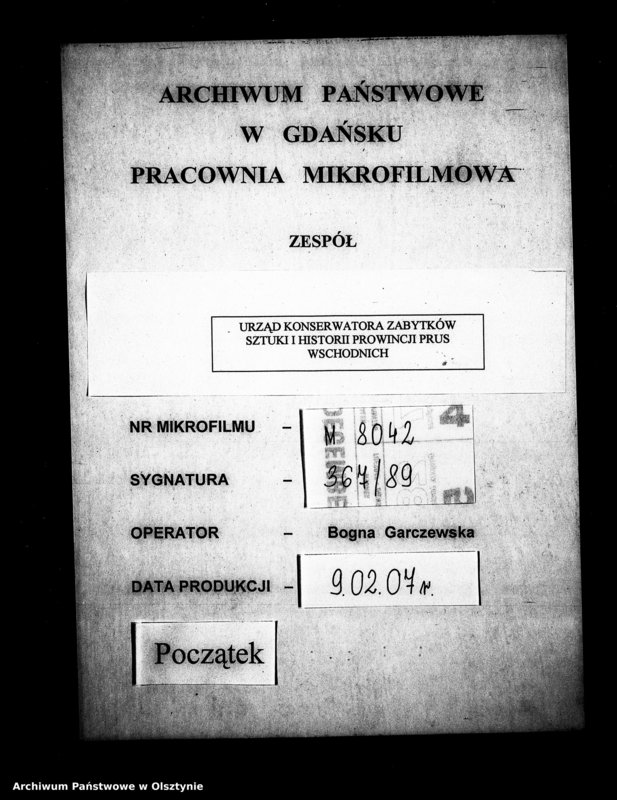 ARCHIWUM PAŃSTWOWE
W GDAŃSKU
PRACOWNIA MIKROFILMOWA
ZESPÓŁ
URZĄD KONSERWATORA ZABYTKÓW
SZTUKI I HISTORII PROWINCJI PRUS
WSCHODNICH
NR MIKROFILMU – M 8042
SYGNATURA – 367/89
OPERATOR – Bogna Garczewska
DATA PRODUKCJI – 9.02.07 r.
Początek
Archiwum Państwowe w Olsztynie